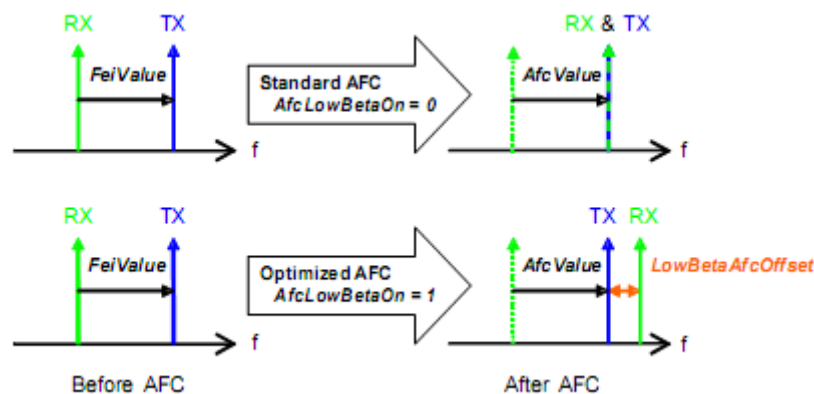 RX TX RX & TX
FeiValue Standard AFC AfcValue
AfcLowBetaOn = 0
f f
RX TX TX RX
FeiValue Optimized AFC AfcValue LowBetaAfcOffset
AfcLowBetaOn = 1
f f
Before AFC After AFC